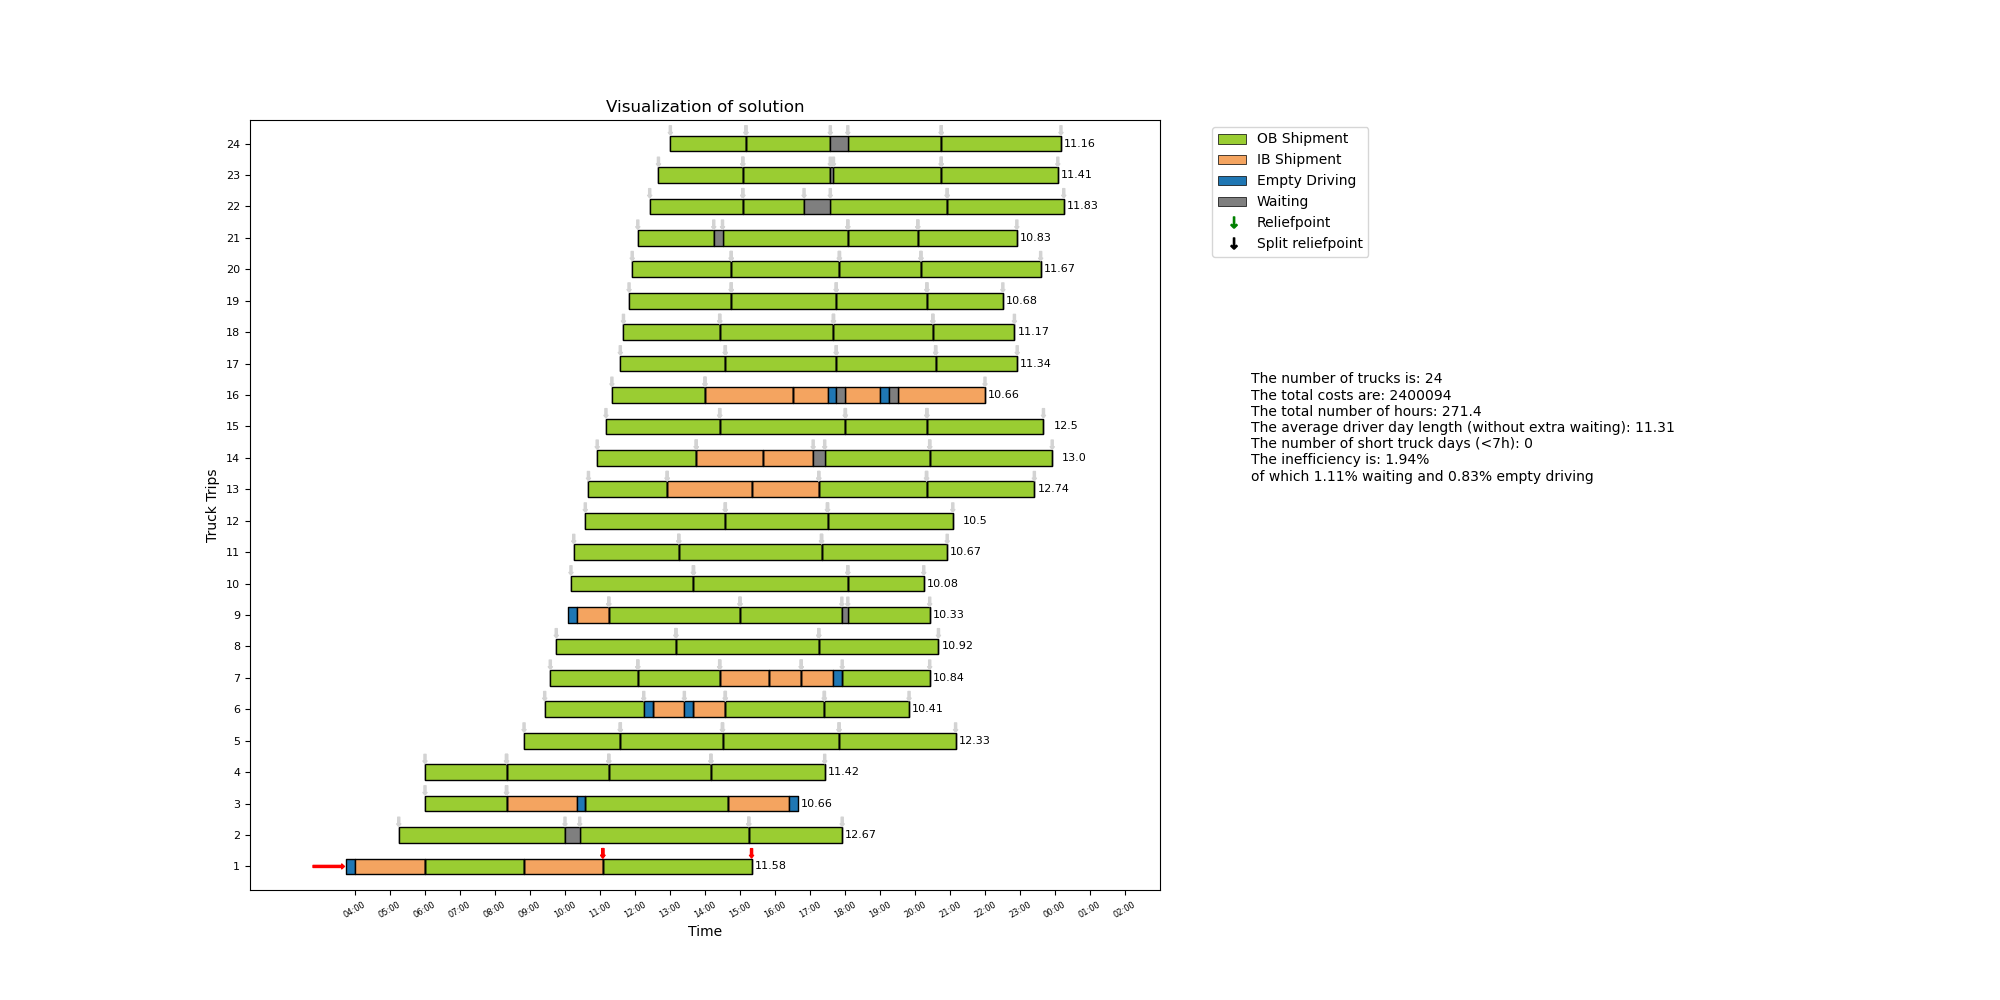 Visualization of solution
Truck Trips
24
23
22
21
20
19
18
17
16
15
14
13
12
11
10
9
8
7
6
5
4
3
2
1
11.16
11.41
11.83
10.83
11.67
10.68
11.17
11.34
10.66
12.5
13.0
12.74
10.5
10.67
10.08
10.33
10.92
10.84
10.41
12.33
11.42
10.66
12.67
11.58
04:00 05:00 06:00 07:00 08:00 09:00 10:00 11:00 12:00 13:00 14:00 15:00 16:00 17:00 18:00 19:00 20:00 21:00 22:00 23:00 00:00 01:00 02:00
Time
OB Shipment
IB Shipment
Empty Driving
Waiting
Reliefpoint
Split reliefpoint
The number of trucks is: 24
The total costs are: 2400094
The total number of hours: 271.4
The average driver day length (without extra waiting): 11.31
The number of short truck days (<7h): 0
The inefficiency is: 1.94%
of which 1.11% waiting and 0.83% empty driving